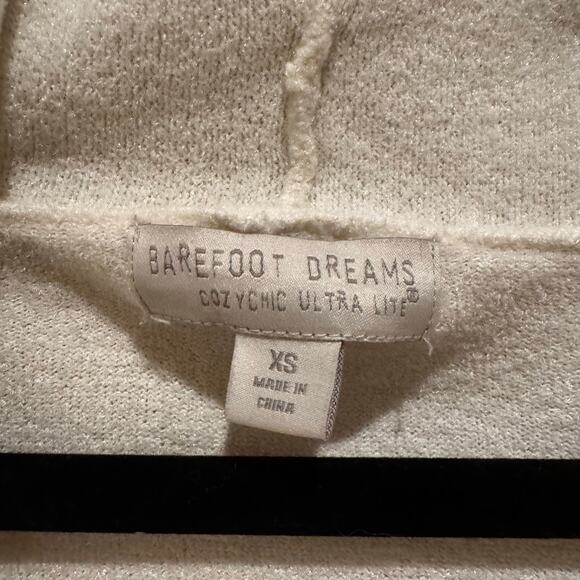 BAREFOOT DREAMS
COZYCHIC ULTRA LITE®
XS
MADE IN
CHINA